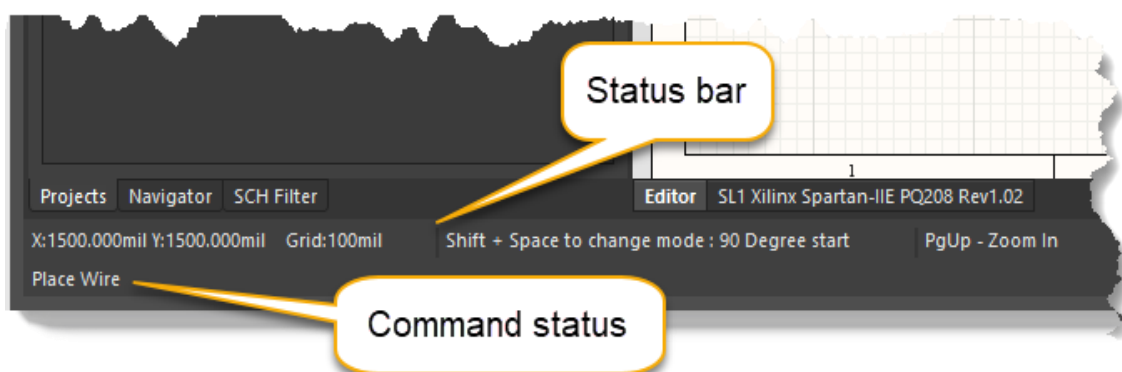 Status bar
1
Projects Navigator SCH Filter
Editor SL1 Xilinx Spartan-IIE PQ208 Rev1.02
X:1500.000mil Y:1500.000mil Grid:100mil Shift + Space to change mode : 90 Degree start PgUp - Zoom In
Place Wire
Command status